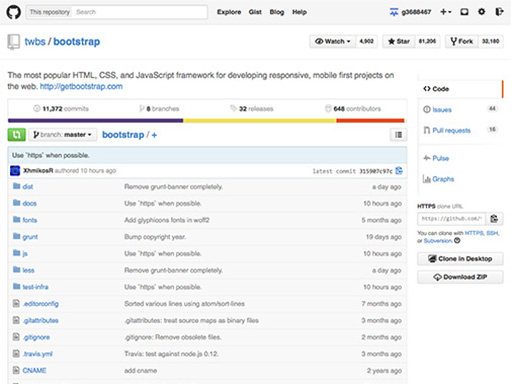 This repository Search Explore Gist Blog Help g3688467
twbs / bootstrap Watch 4,902 Star 81,206 Fork 32,180
The most popular HTML, CSS, and JavaScript framework for developing responsive, mobile first projects on
the web. http://getbootstrap.com
11,372 commits 8 branches 32 releases 648 contributors
branch: master bootstrap / +
Use `https` when possible.
XhmikosR authored 10 hours ago latest commit 315907c97c
dist Remove grunt-banner completely. a day ago
docs Use `https` when possible. 10 hours ago
fonts Add glyphicons fonts in woff2 5 months ago
grunt Bump copyright year. 19 days ago
js Use `https` when possible. 10 hours ago
less Remove grunt-banner completely. a day ago
test-infra Use `https` when possible. 10 hours ago
.editorconfig Sorted various lines using atom/sort-lines 7 months ago
.gitattributes .gitattributes: treat source maps as binary files 3 months ago
.gitignore .gitignore: Remove obsolete files. 2 months ago
.travis.yml Travis: test against node.js 0.12. 3 months ago
CNAME add cname 2 years ago
Code
Issues 44
Pull requests 16
Pulse
Graphs
HTTPS clone URL
https://github.com/
You can clone with HTTPS, SSH,
or Subversion.
Clone in Desktop
Download ZIP